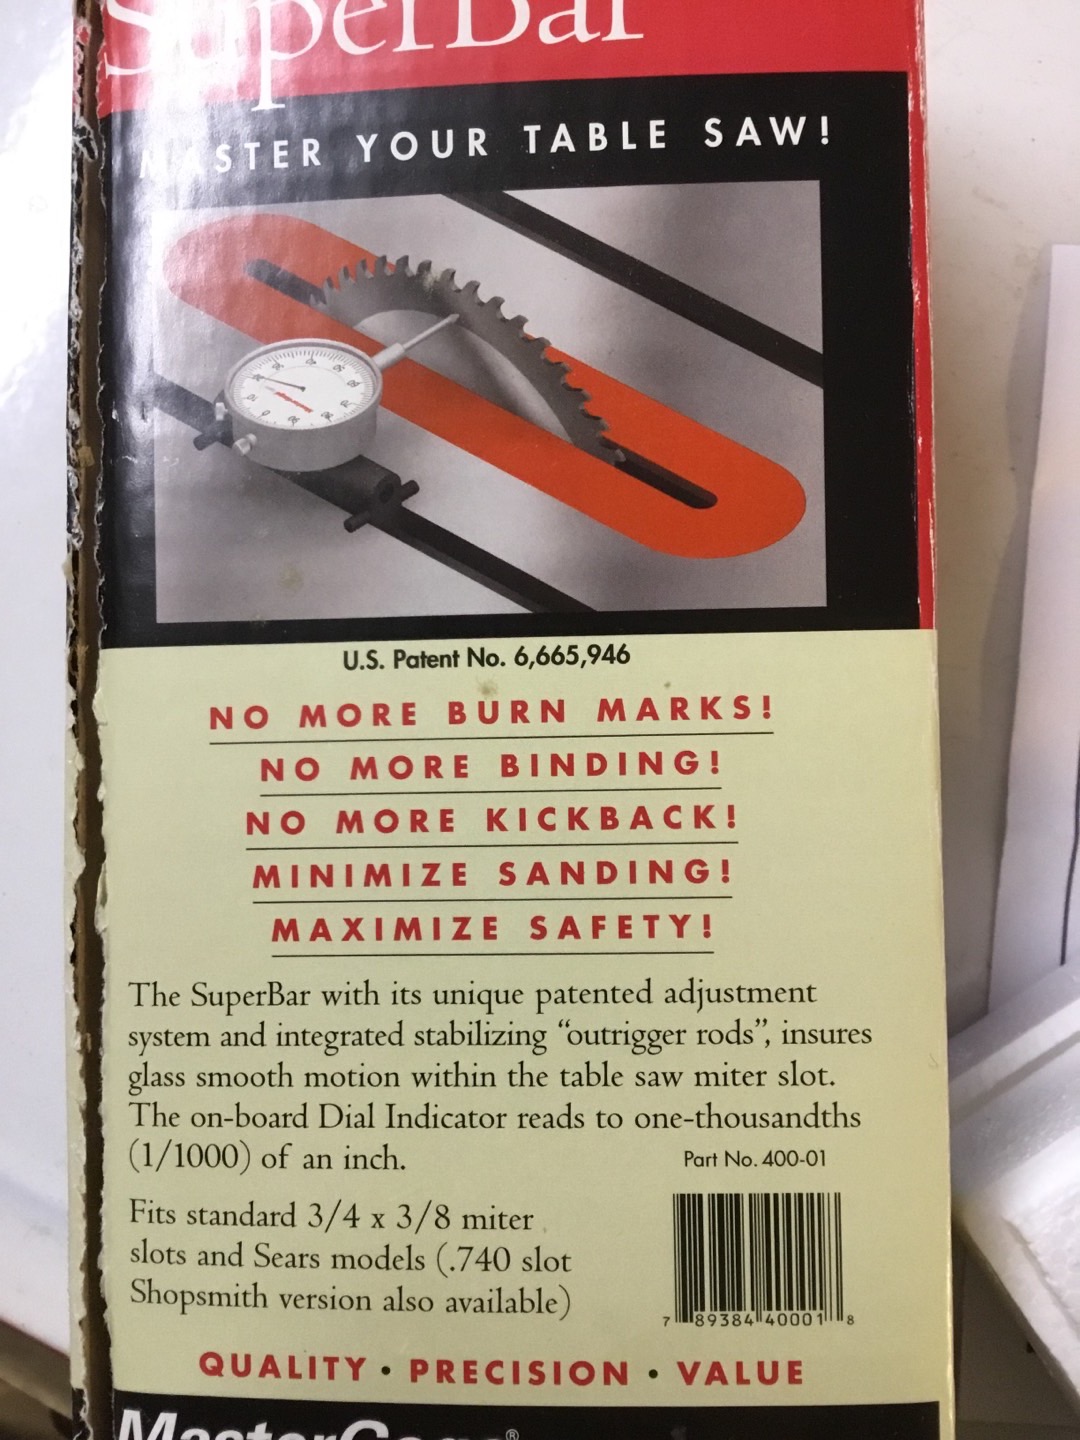 SuperBar
MASTER YOUR TABLE SAW!
U.S. Patent No. 6,665,946
NO MORE BURN MARKS!
NO MORE BINDING!
NO MORE KICKBACK!
MINIMIZE SANDING!
MAXIMIZE SAFETY!
The SuperBar with its unique patented adjustment
system and integrated stabilizing “outrigger rods”, insures
glass smooth motion within the table saw miter slot.
The on-board Dial Indicator reads to one-thousandths
(1/1000) of an inch.
Part No. 400-01
Fits standard 3/4 x 3/8 miter
slots and Sears models (.740 slot
Shopsmith version also available)
7 89384 40001 8
QUALITY • PRECISION • VALUE
MasterGage®